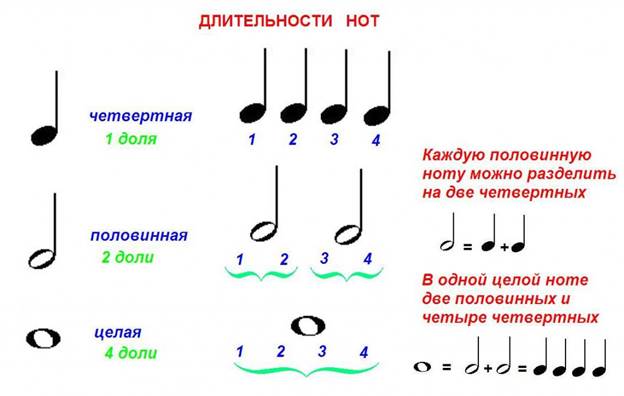 ДЛИТЕЛЬНОСТИ НОТ
четвертная
1 доля
1 2 3 4
половинная
2 доли
1 2 3 4
целая
4 доли
1 2 3 4
Каждую половинную
ноту можно разделить
на две четвертных
= +
В одной целой ноте
две половинных и
четыре четвертных
= + =